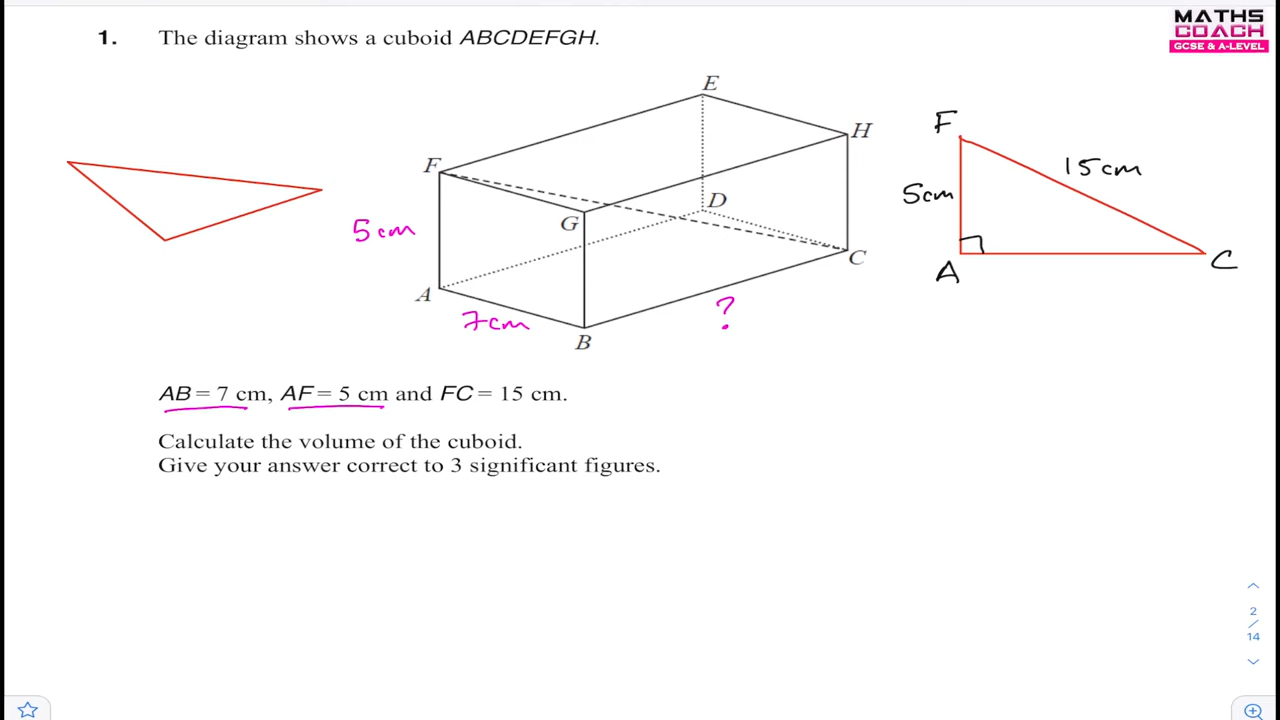 MATHS
COACH
GCSE & A-LEVEL
1. The diagram shows a cuboid ABCDEFGH.
E
H
F
F
15cm
5cm
D
G
5cm
C
A
C
A
7cm
?
B
AB = 7 cm, AF = 5 cm and FC = 15 cm.
Calculate the volume of the cuboid.
Give your answer correct to 3 significant figures.
2
/
14